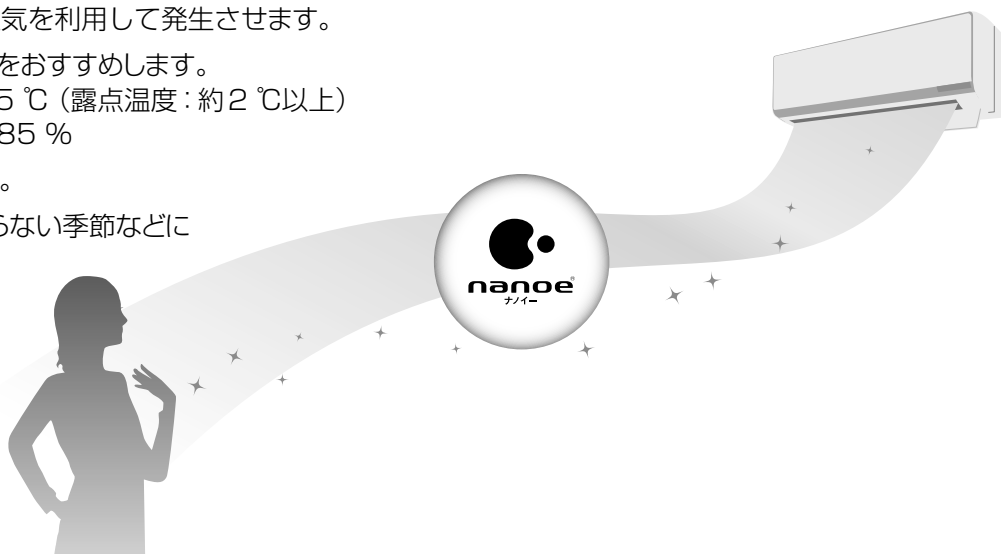 気を利用して発生させます。
をおすすめします。
5 ℃（露点温度：約2 ℃以上）
85 %
。
らない季節などに
nanoe®
ナノイー